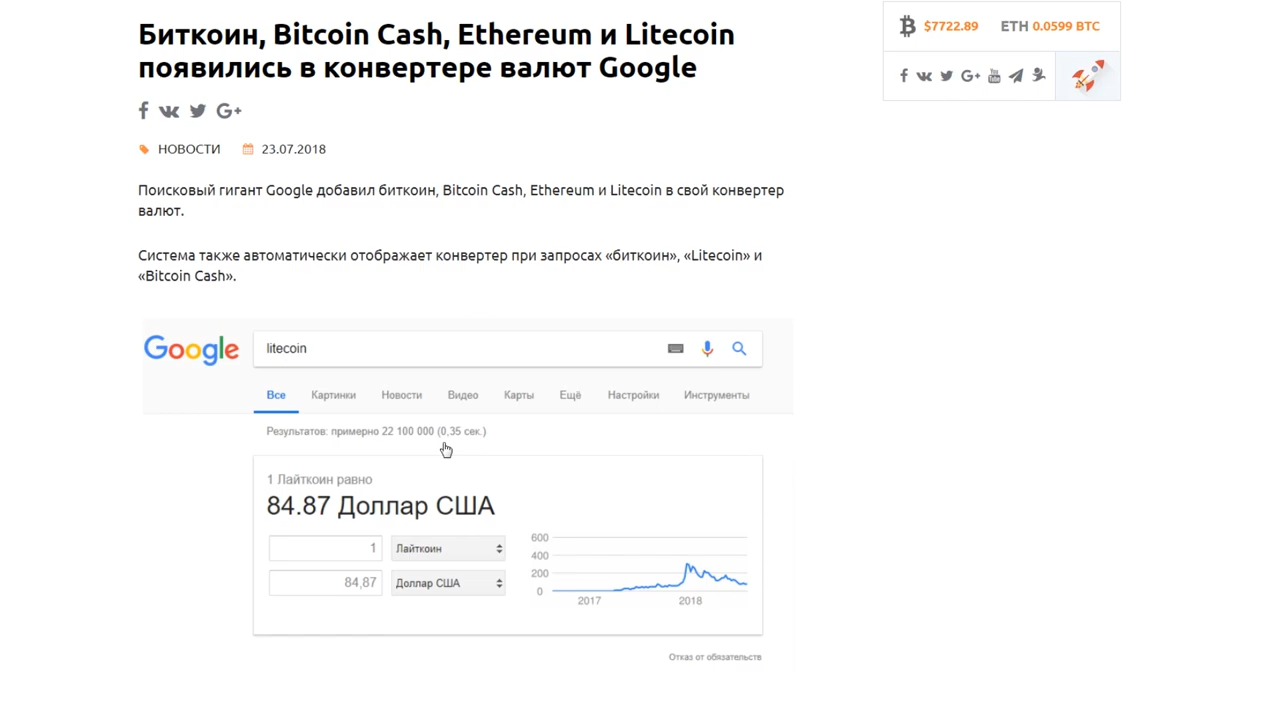 Биткоин, Bitcoin Cash, Ethereum и Litecoin
появились в конвертере валют Google
НОВОСТИ 23.07.2018
Поисковый гигант Google добавил биткоин, Bitcoin Cash, Ethereum и Litecoin в свой конвертер
валют.
Система также автоматически отображает конвертер при запросах «биткоин», «Litecoin» и
«Bitcoin Cash».
Google litecoin
Все Картинки Новости Видео Карты Ещё Настройки Инструменты
Результатов: примерно 22 100 000 (0,35 сек.)
1 Лайткоин равно
84.87 Доллар США
1 Лайткоин
84,87 Доллар США
600
400
200
0
2017 2018
Отказ от обязательств
$7722.89 ETH 0.0599 BTC